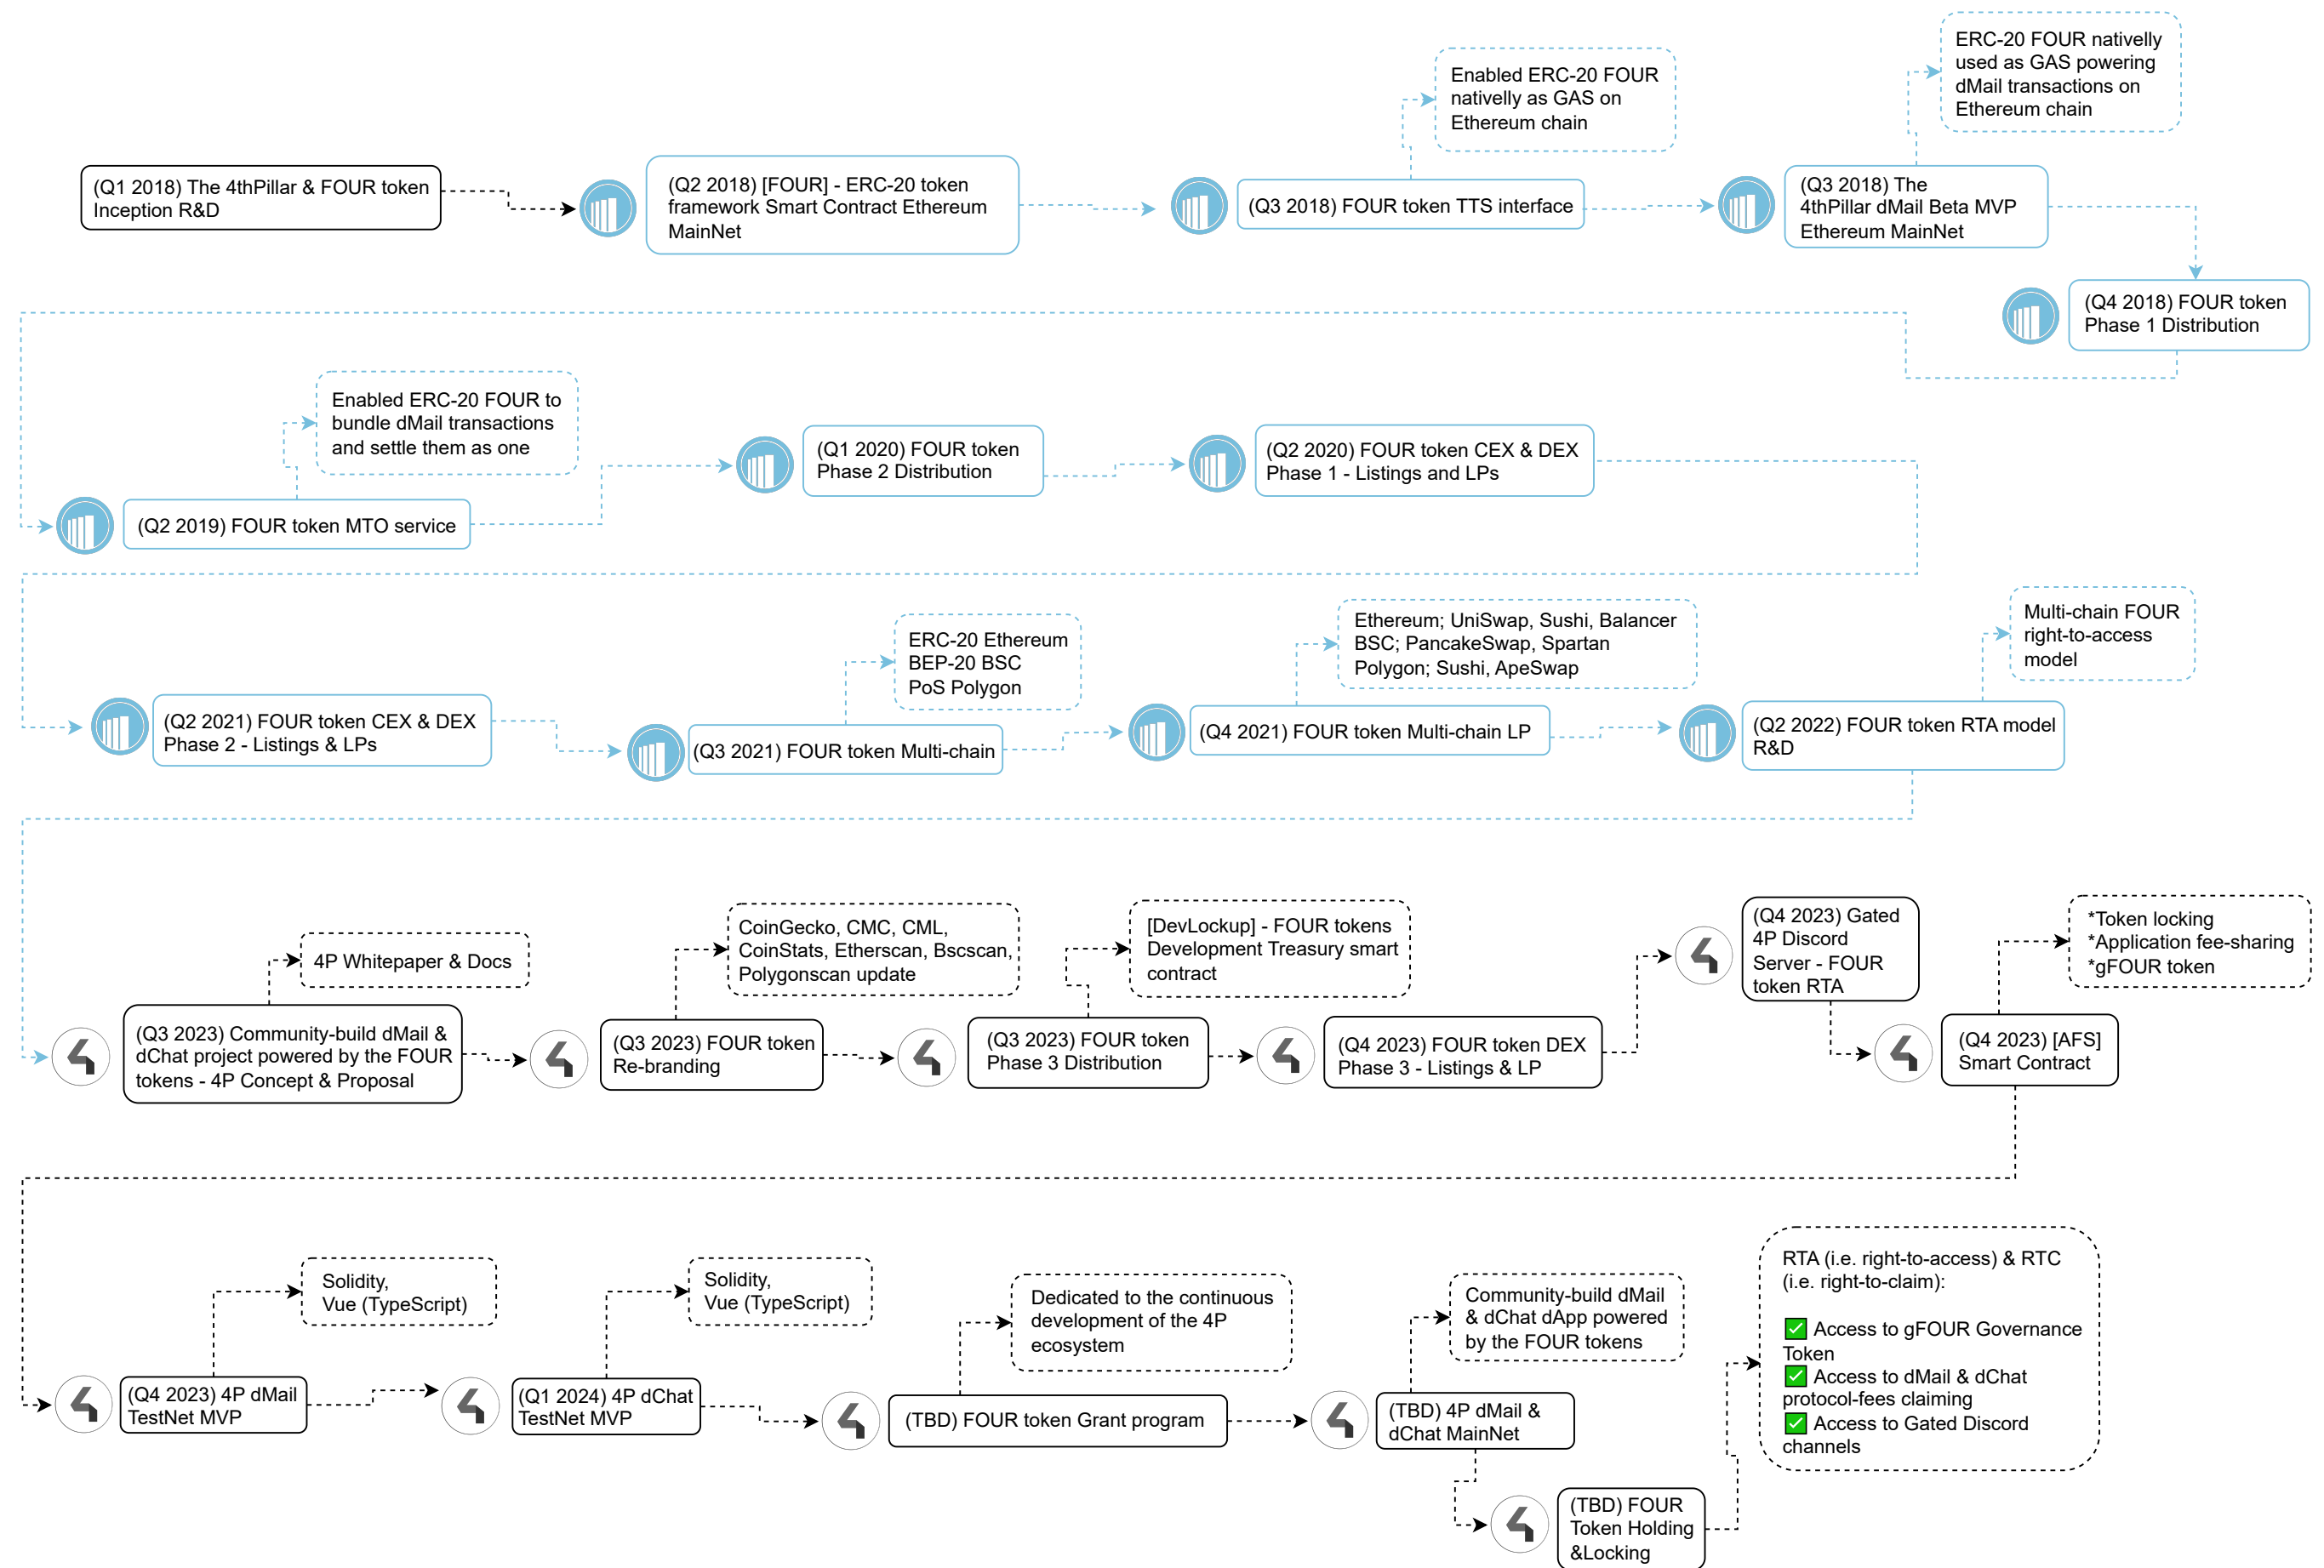 (Q1 2018) The 4thPillar & FOUR token
Inception R&D
(Q2 2018) [FOUR] - ERC-20 token
framework Smart Contract Ethereum
MainNet
Enabled ERC-20 FOUR
nativelly as GAS on
Ethereum chain
(Q3 2018) FOUR token TTS interface
ERC-20 FOUR nativelly
used as GAS powering
dMail transactions on
Ethereum chain
(Q3 2018) The
4thPillar dMail Beta MVP
Ethereum MainNet
(Q4 2018) FOUR token
Phase 1 Distribution
Enabled ERC-20 FOUR to
bundle dMail transactions
and settle them as one
(Q2 2019) FOUR token MTO service
(Q1 2020) FOUR token
Phase 2 Distribution
(Q2 2020) FOUR token CEX & DEX
Phase 1 - Listings and LPs
(Q2 2021) FOUR token CEX & DEX
Phase 2 - Listings & LPs
ERC-20 Ethereum
BEP-20 BSC
PoS Polygon
(Q3 2021) FOUR token Multi-chain
Ethereum; UniSwap, Sushi, Balancer
BSC; PancakeSwap, Spartan
Polygon; Sushi, ApeSwap
(Q4 2021) FOUR token Multi-chain LP
Multi-chain FOUR
right-to-access
model
(Q2 2022) FOUR token RTA model
R&D
4P Whitepaper & Docs
(Q3 2023) Community-build dMail &
dChat project powered by the FOUR
tokens - 4P Concept & Proposal
CoinGecko, CMC, CML,
CoinStats, Etherscan, Bscscan,
Polygonscan update
(Q3 2023) FOUR token
Re-branding
[DevLockup] - FOUR tokens
Development Treasury smart
contract
(Q3 2023) FOUR token
Phase 3 Distribution
(Q4 2023) FOUR token DEX
Phase 3 - Listings & LP
(Q4 2023) Gated
4P Discord
Server - FOUR
token RTA
*Token locking
*Application fee-sharing
*gFOUR token
(Q4 2023) [AFS]
Smart Contract
Solidity,
Vue (TypeScript)
(Q4 2023) 4P dMail
TestNet MVP
Solidity,
Vue (TypeScript)
(Q1 2024) 4P dChat
TestNet MVP
Dedicated to the continuous
development of the 4P
ecosystem
(TBD) FOUR token Grant program
Community-build dMail
& dChat dApp powered
by the FOUR tokens
(TBD) 4P dMail &
dChat MainNet
(TBD) FOUR
Token Holding
&Locking
RTA (i.e. right-to-access) & RTC
(i.e. right-to-claim):
✅ Access to gFOUR Governance
Token
✅ Access to dMail & dChat
protocol-fees claiming
✅ Access to Gated Discord
channels